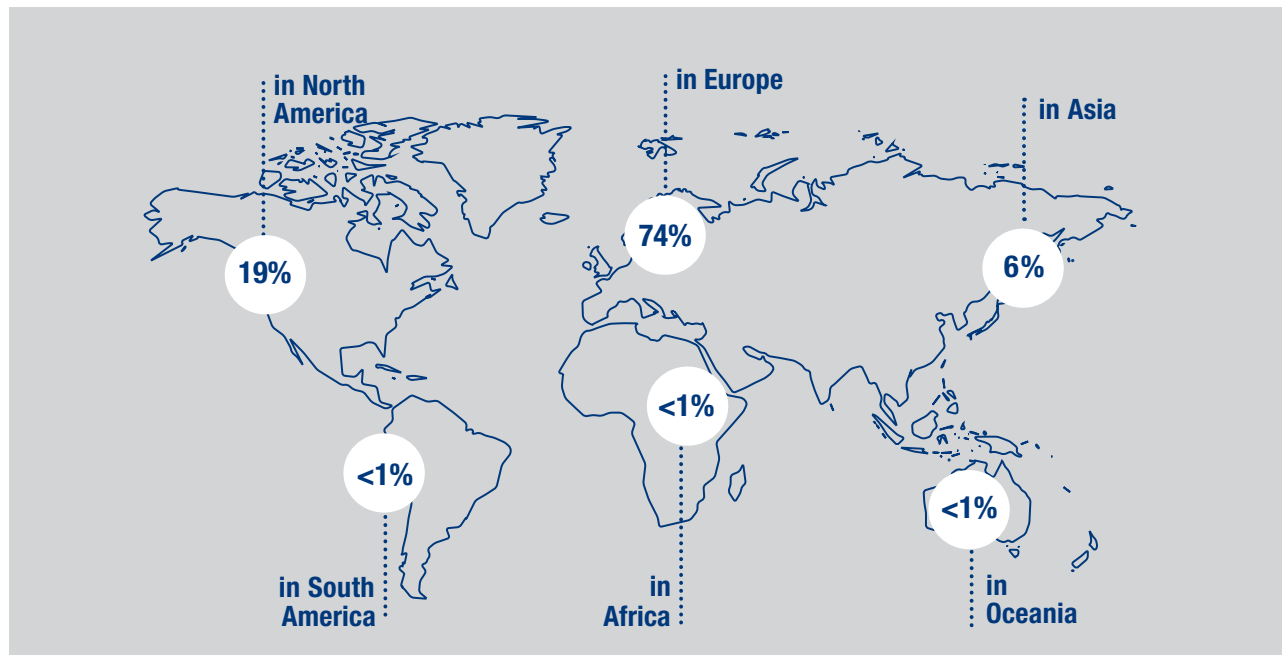 in North
America
19%
in Europe
74%
in Asia
6%
<1%
in South
America
<1%
in
Africa
<1%
in
Oceania